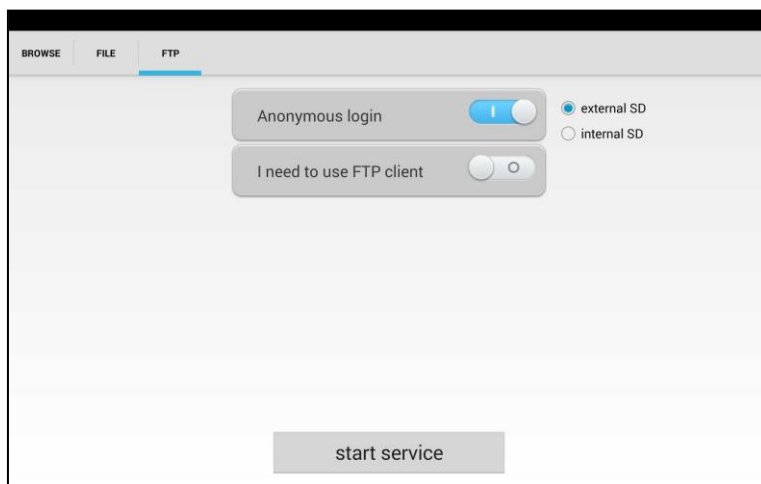 BROWSE FILE FTP
Anonymous login
external SD
internal SD
I need to use FTP client
start service